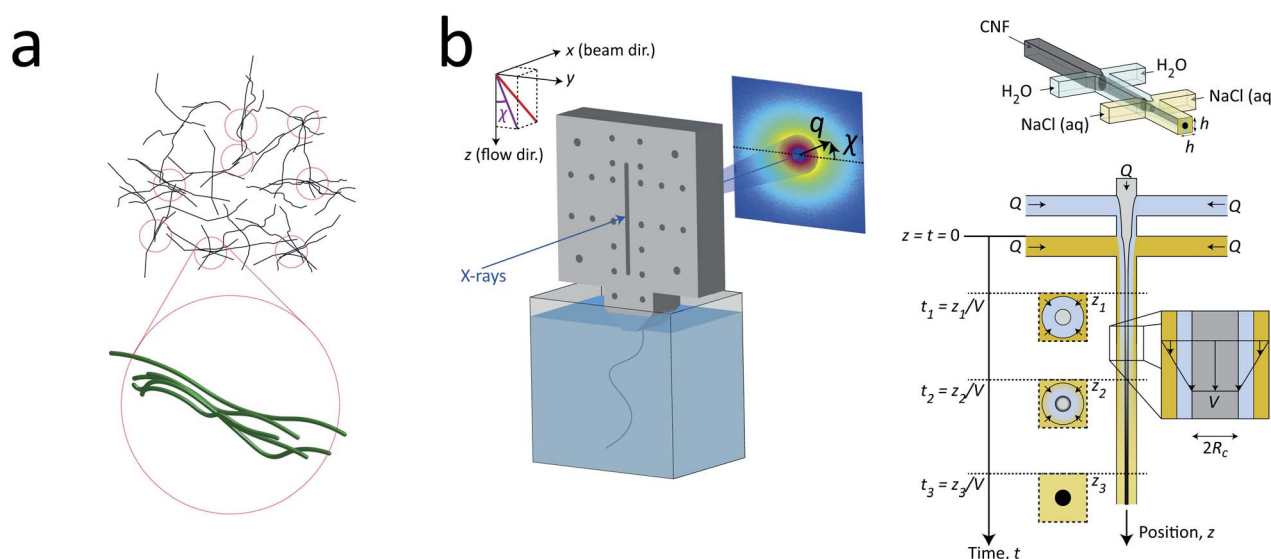 a
b
x (beam dir.)
y
χ
z (flow dir.)
q
χ
X-rays
CNF
H2O
H2O
NaCl (aq
NaCl (aq)
h
h
Q
Q
Q
z = t = 0
Q
Q
t1 = z1/V
z1
t2 = z2/V
z2
V
2Rc
t3 = z3/V
z3
Position, z
Time, t